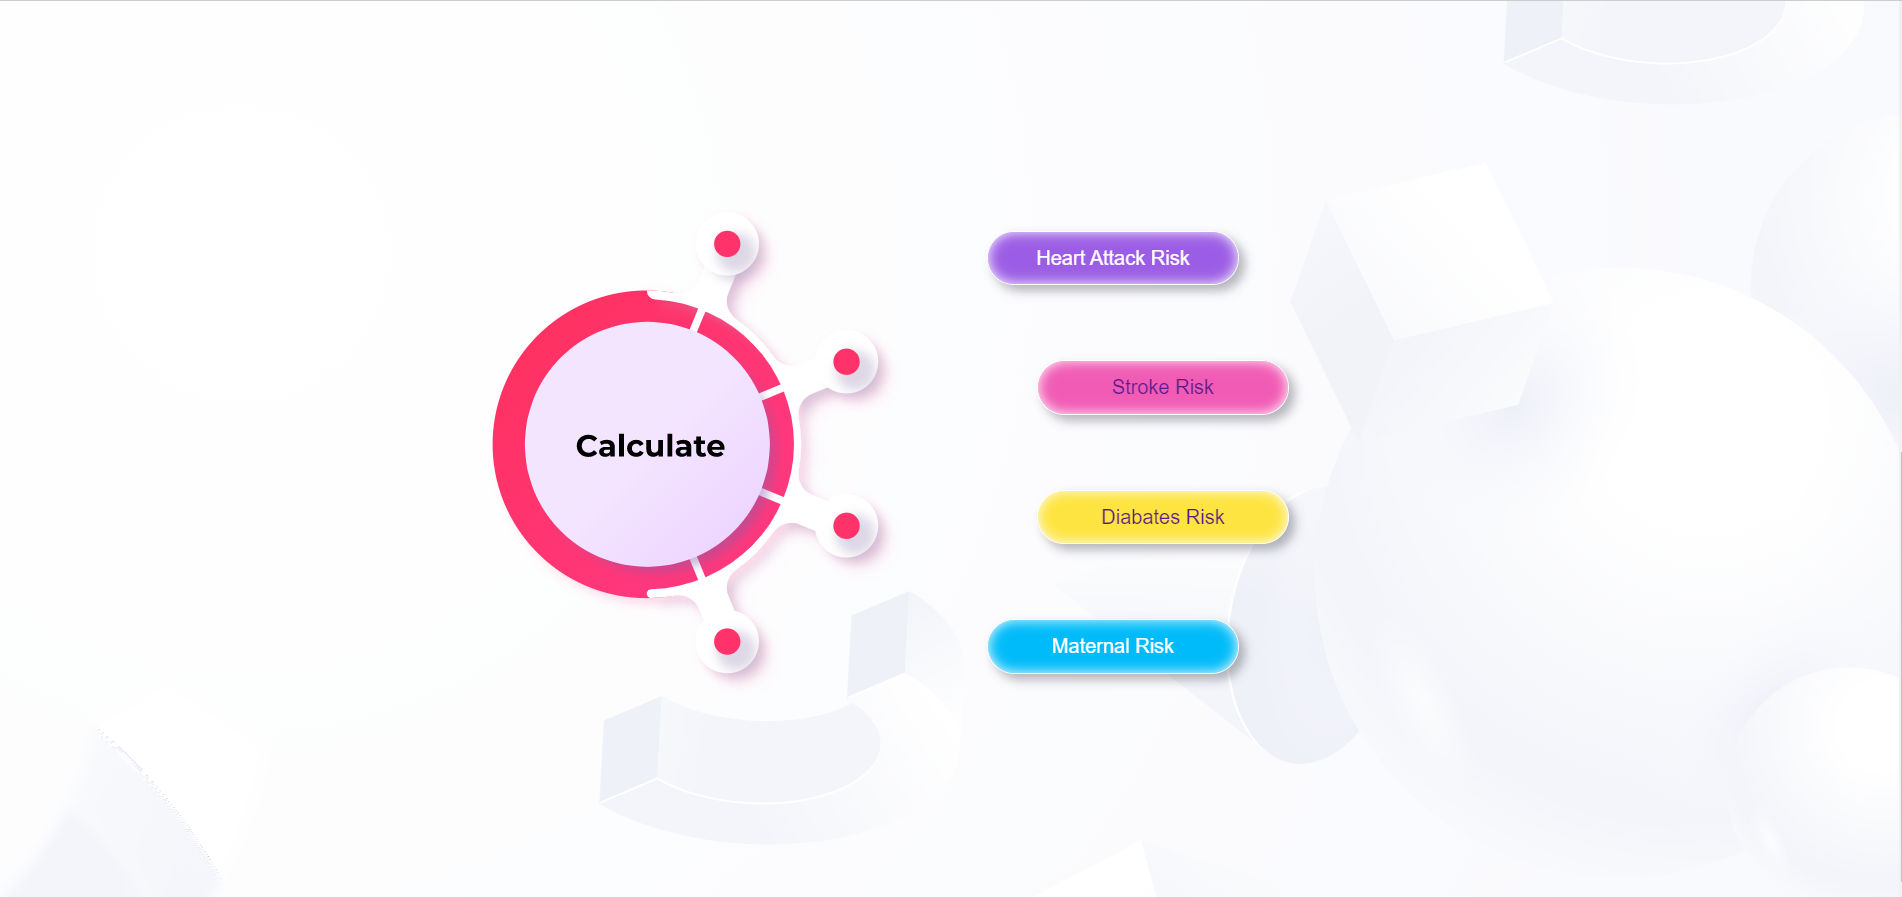 Calculate
Heart Attack Risk
Stroke Risk
Diabates Risk
Maternal Risk